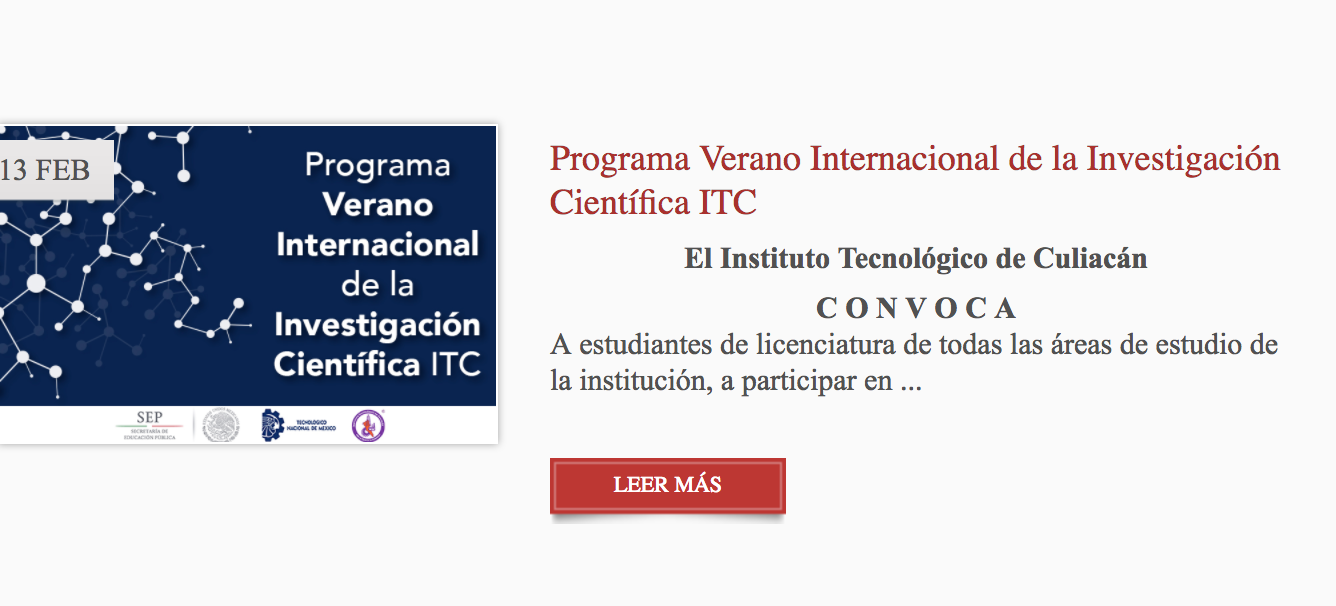 13 FEB
Programa
Verano
Internacional
de la
Investigación
Científica ITC
SEP
SECRETARÍA DE
EDUCACIÓN PÚBLICA
TECNOLÓGICO
NACIONAL DE MÉXICO
Programa Verano Internacional de la Investigación
Científica ITC
El Instituto Tecnológico de Culiacán
C O N V O C A
A estudiantes de licenciatura de todas las áreas de estudio de
la institución, a participar en ...
LEER MÁS